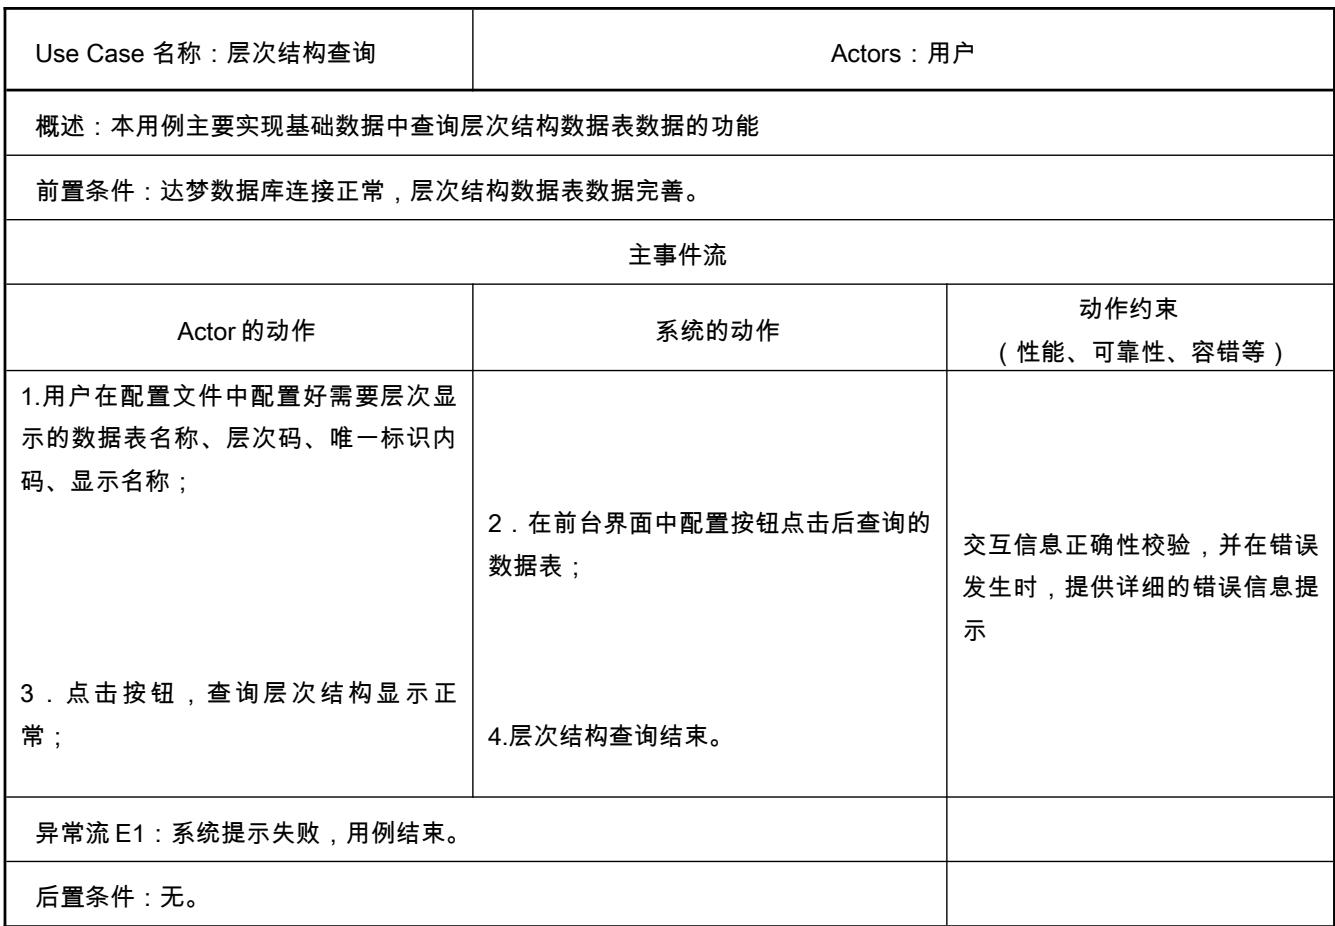 Use Case 名称：层次结构查询
Actors：用户
概述：本用例主要实现基础数据中查询层次结构数据表数据的功能
前置条件：达梦数据库连接正常，层次结构数据表数据完善。
主事件流
Actor 的动作
系统的动作
动作约束
（性能、可靠性、容错等）
1.用户在配置文件中配置好需要层次显
示的数据表名称、层次码、唯一标识内
码、显示名称；
2．在前台界面中配置按钮点击后查询的
数据表；
交互信息正确性校验，并在错误
发生时，提供详细的错误信息提
示
3．点击按钮，查询层次结构显示正
常；
4.层次结构查询结束。
异常流 E1：系统提示失败，用例结束。
后置条件：无。